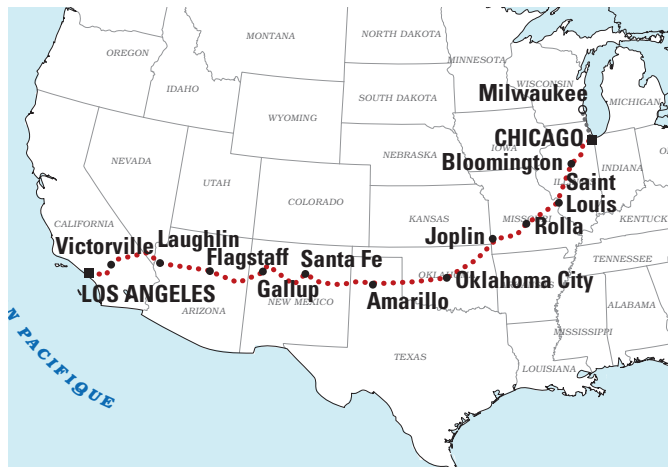 MONTANA
NORTH DAKOTA
OREGON
MINNESOTA
IDAHO
SOUTH DAKOTA
WISCONSIN
Milwaukee
MICHIGAN
WYOMING
CHICAGO
IOWA
NEVADA
NEBRASKA
Bloomington
INDIANA
UTAH
ILLINOIS
Saint
Louis
COLORADO
KANSAS
MISSOURI
KENTUCKY
CALIFORNIA
Rolla
Joplin
Victorville
Laughlin
Flagstaff
Santa Fe
TENNESSEE
Gallup
OKLAHOMA
Oklahoma City
LOS ANGELES
Amarillo
NEW MEXICO
ARIZONA
ALABAMA
MISSISSIPPI
TEXAS
LOUISIANA
N PACIFIQUE